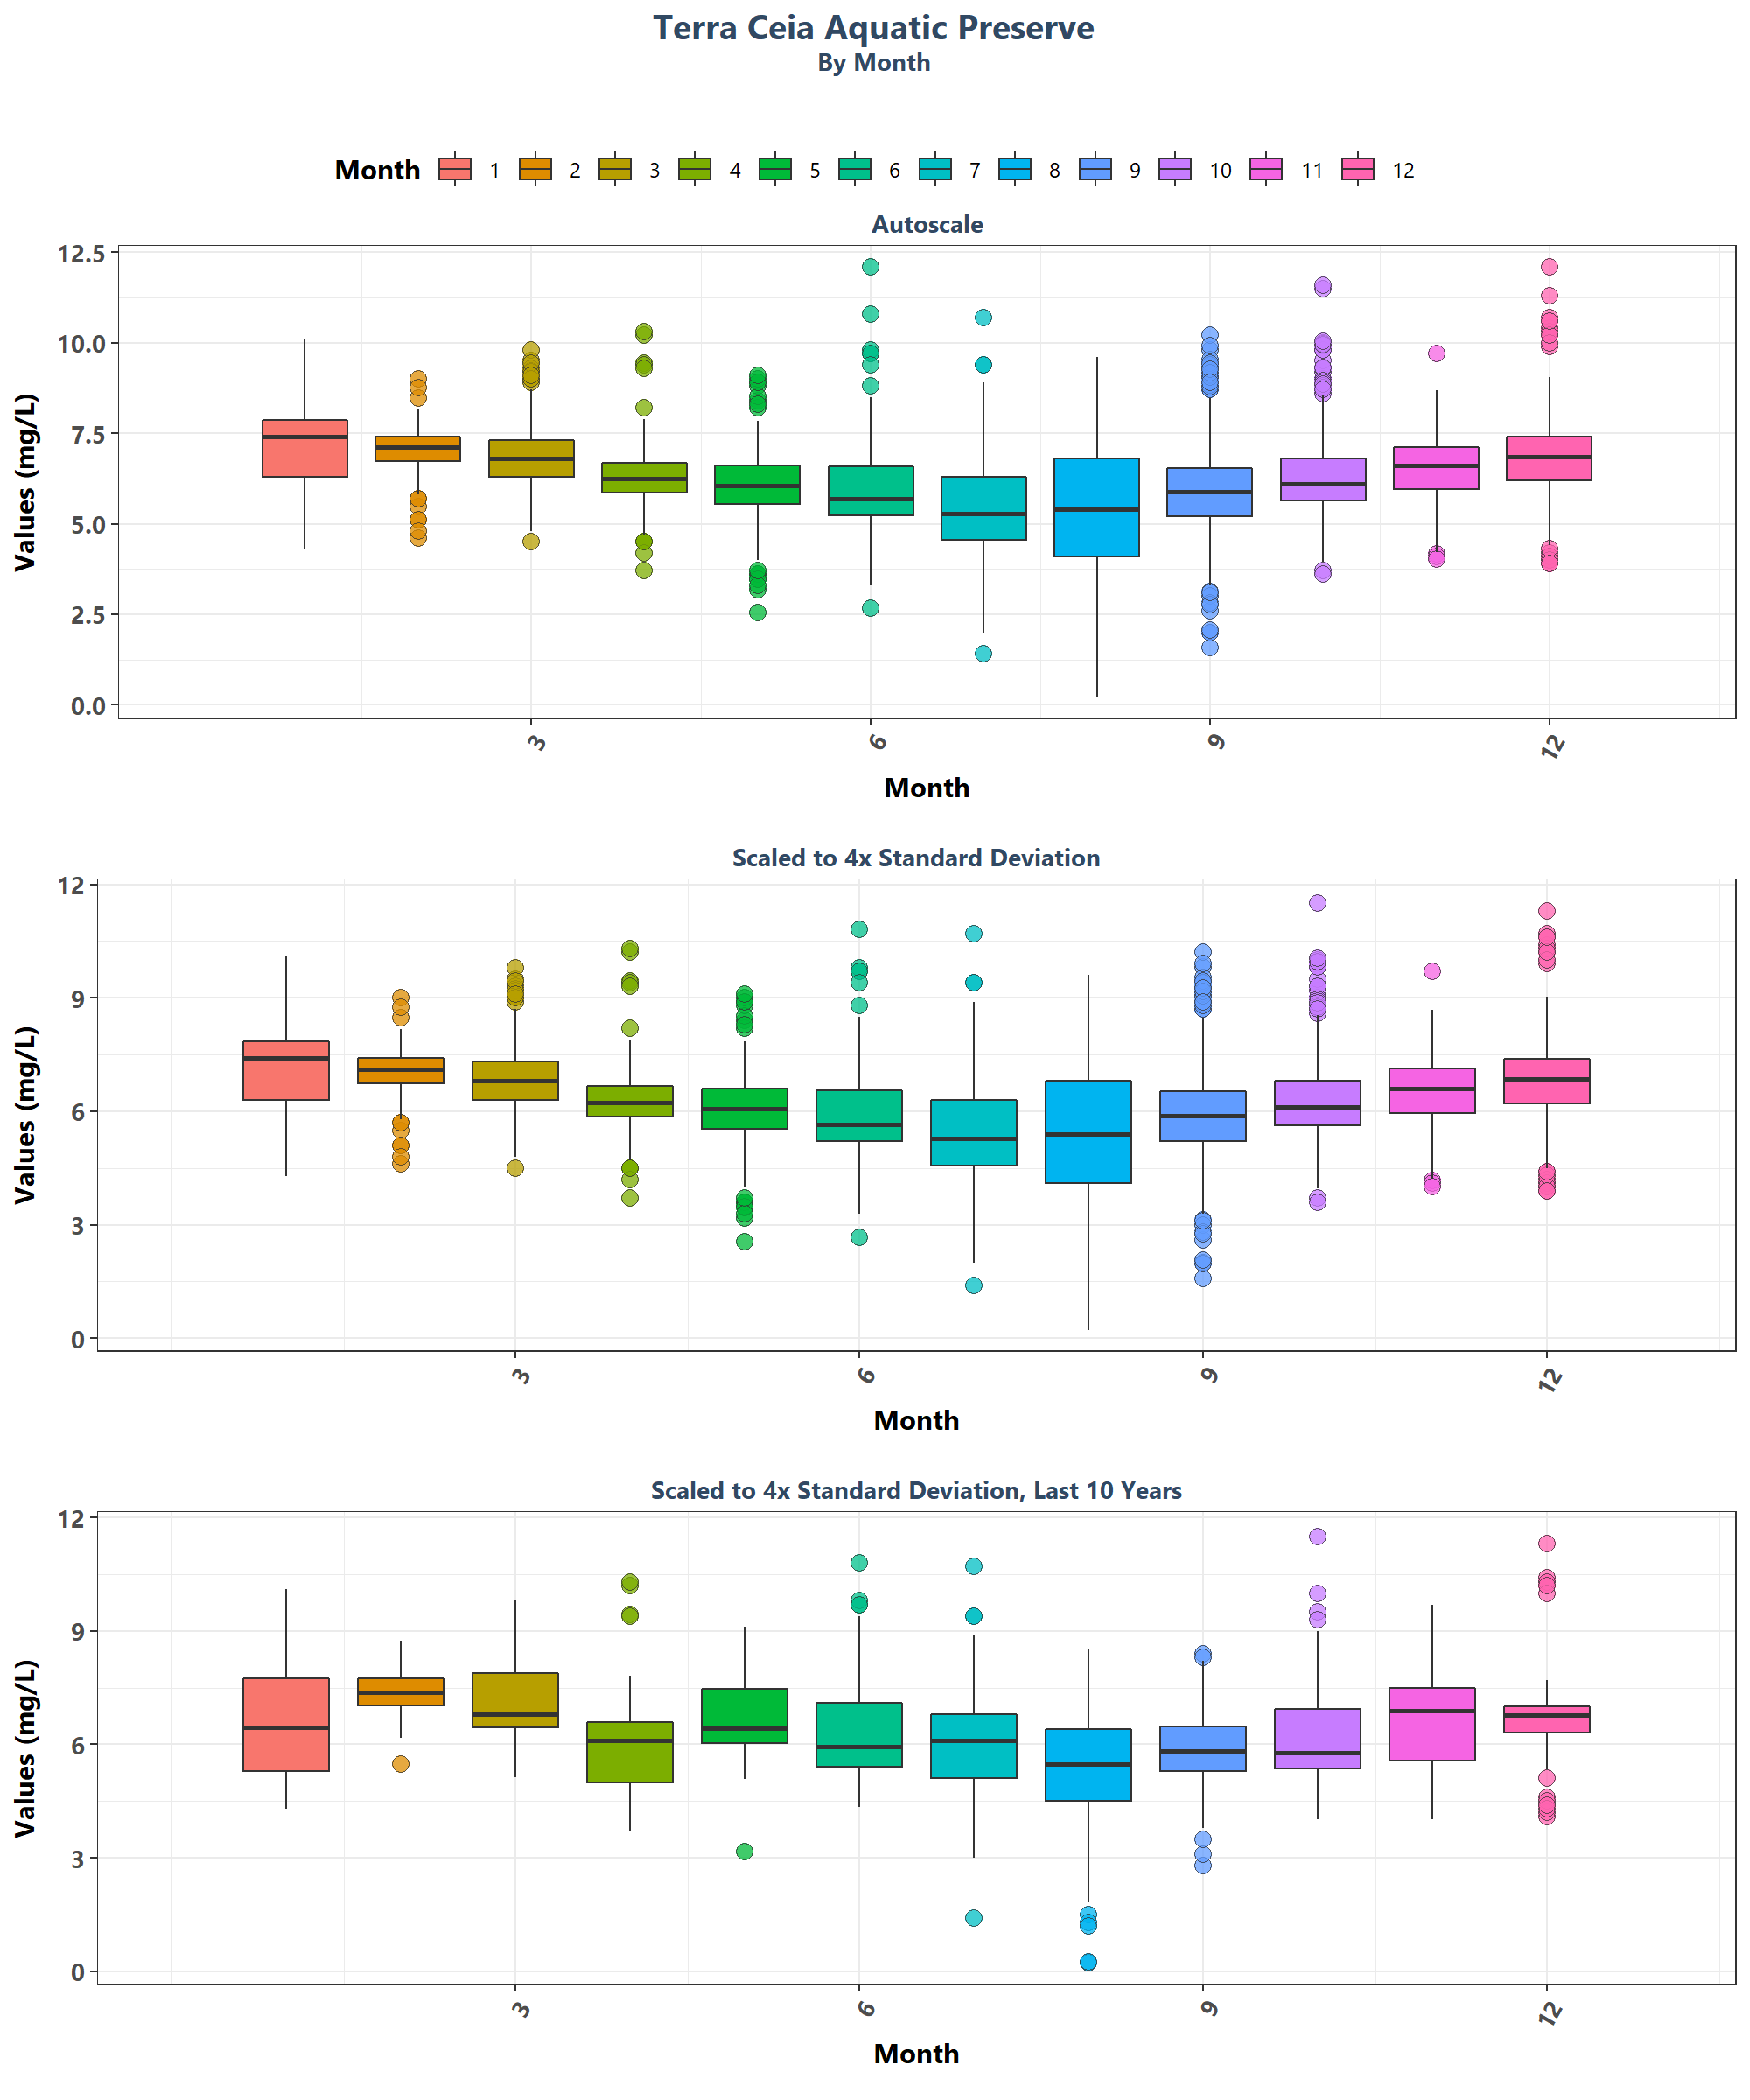 Terra Ceia Aquatic Preserve
By Month
Month 1 2 3 4 5 6 7 8 9 10 11 12
Autoscale
Values (mg/L)
12.5
10.0
7.5
5.0
2.5
0.0
3 6 9 12
Month
Scaled to 4x Standard Deviation
Values (mg/L)
12
9
6
3
0
3 6 9 12
Month
Scaled to 4x Standard Deviation, Last 10 Years
Values (mg/L)
12
9
6
3
0
3 6 9 12
Month